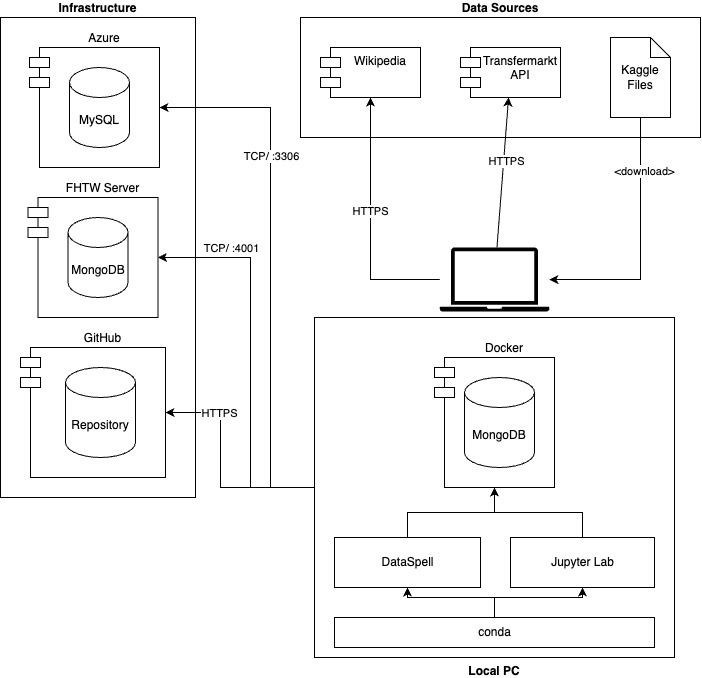 Infrastructure
Data Sources
Azure
MySQL
Wikipedia
Transfermarkt
API
Kaggle
Files
TCP/ :3306
HTTPS
<download>
FHTW Server
MongoDB
HTTPS
TCP/ :4001
GitHub
Repository
HTTPS
Docker
MongoDB
DataSpell
Jupyter Lab
conda
Local PC